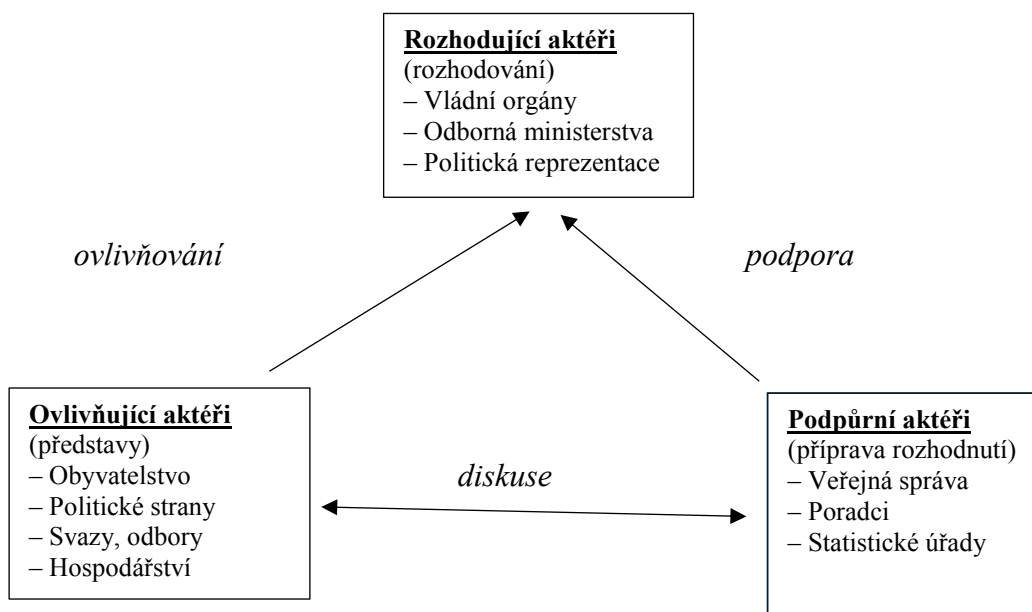 Rozhodující aktéři
(rozhodování)
– Vládní orgány
– Odborná ministerstva
– Politická reprezentace
ovlivňování
podpora
Ovlivňující aktéři
(představy)
– Obyvatelstvo
– Politické strany
– Svazy, odbory
– Hospodářství
diskuse
Podpůrní aktéři
(příprava rozhodnutí)
– Veřejná správa
– Poradci
– Statistické úřady